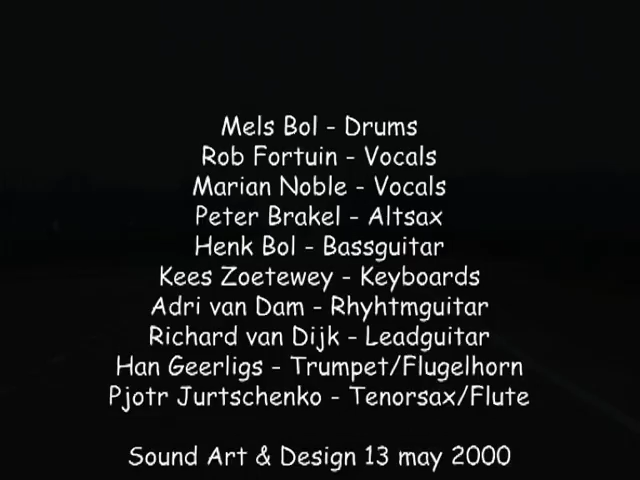 Mels Bol - Drums
Rob Fortuin - Vocals
Marian Noble - Vocals
Peter Brakel - Altsax
Henk Bol - Bassguitar
Kees Zoetewey - Keyboards
Adri van Dam - Rhyhtmguitar
Richard van Dijk - Leadguitar
Han Geerligs - Trumpet/Flugelhorn
Pjotr Jurtschenko - Tenorsax/Flute
Sound Art & Design 13 may 2000